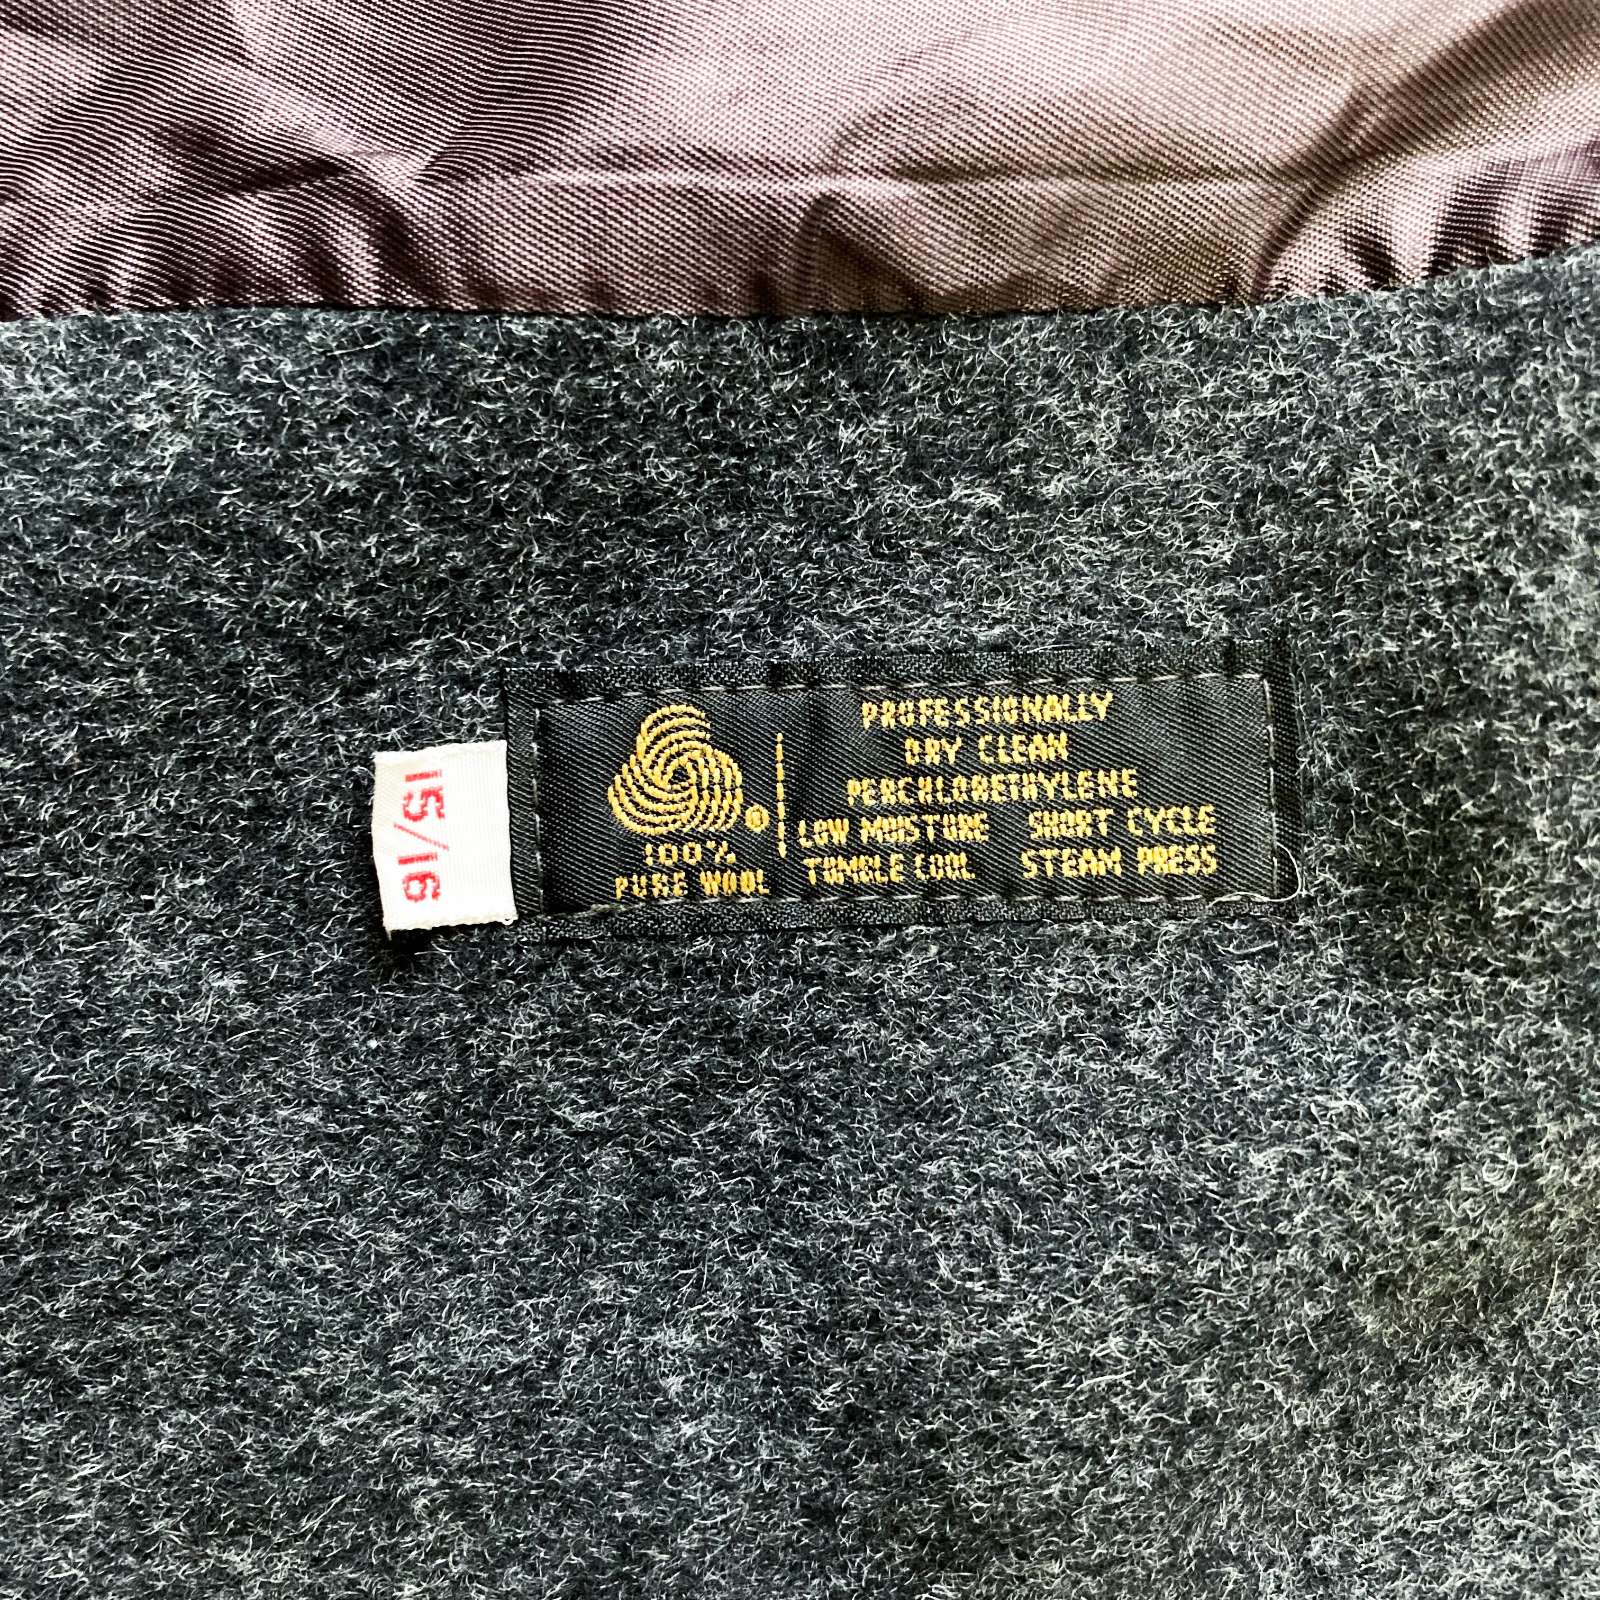 15/16
®
100%
PURE WOOL
PROFESSIONALLY
DRY CLEAN
PERCHLORETHYLENE
LOW MOISTURE SHORT CYCLE
TUMBLE COOL STEAM PRESS